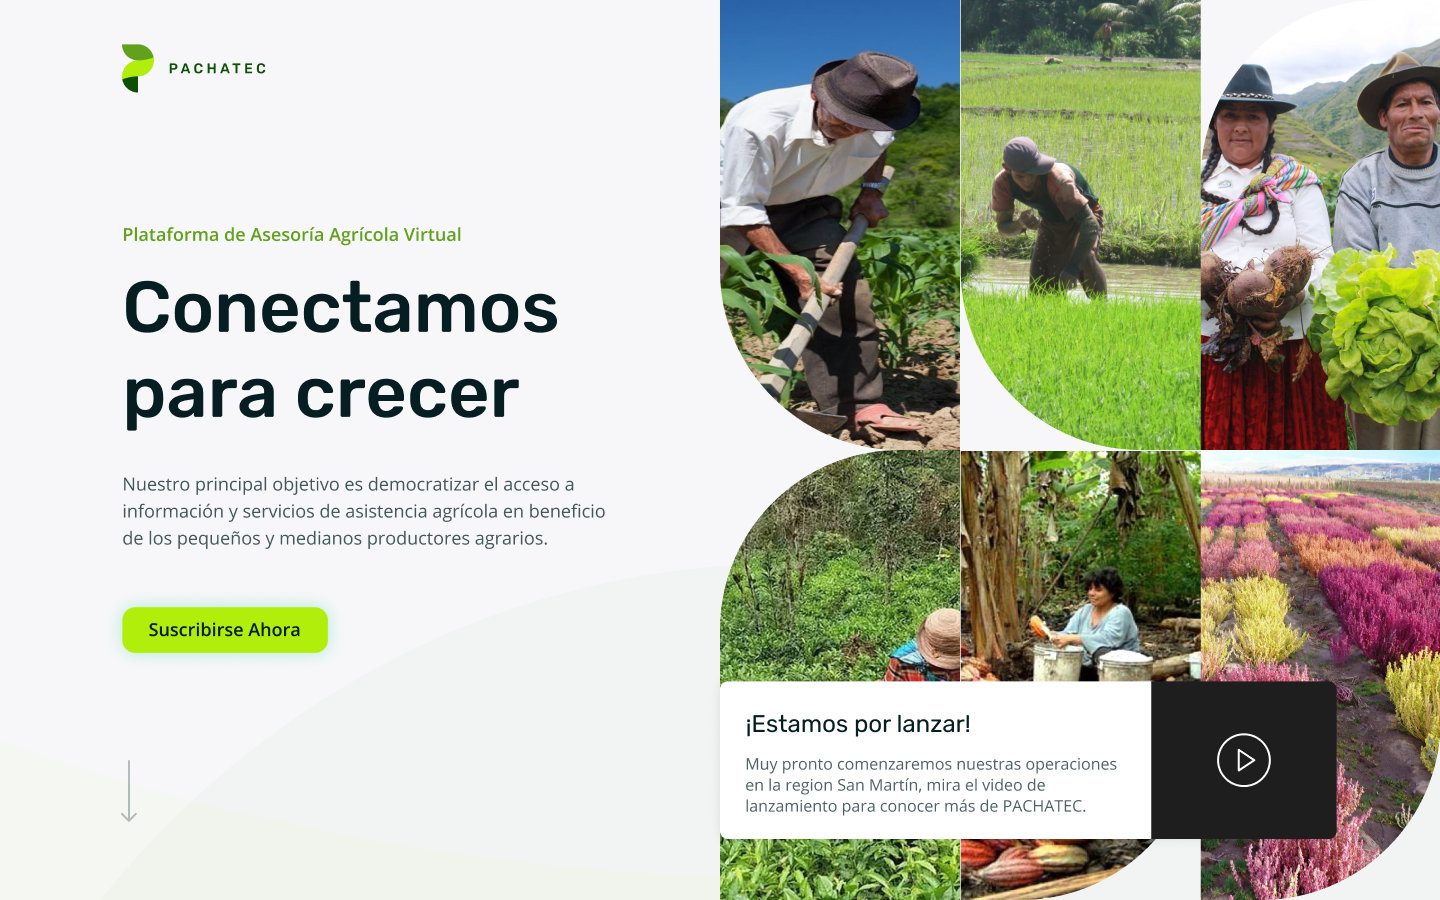 PACHATEC
Plataforma de Asesoría Agrícola Virtual
Conectamos
para crecer
Nuestro principal objetivo es democratizar el acceso a
información y servicios de asistencia agrícola en beneficio
de los pequeños y medianos productores agrarios.
Suscribirse Ahora
¡Estamos por lanzar!
Muy pronto comenzaremos nuestras operaciones
en la region San Martín, mira el video de
lanzamiento para conocer más de PACHATEC.